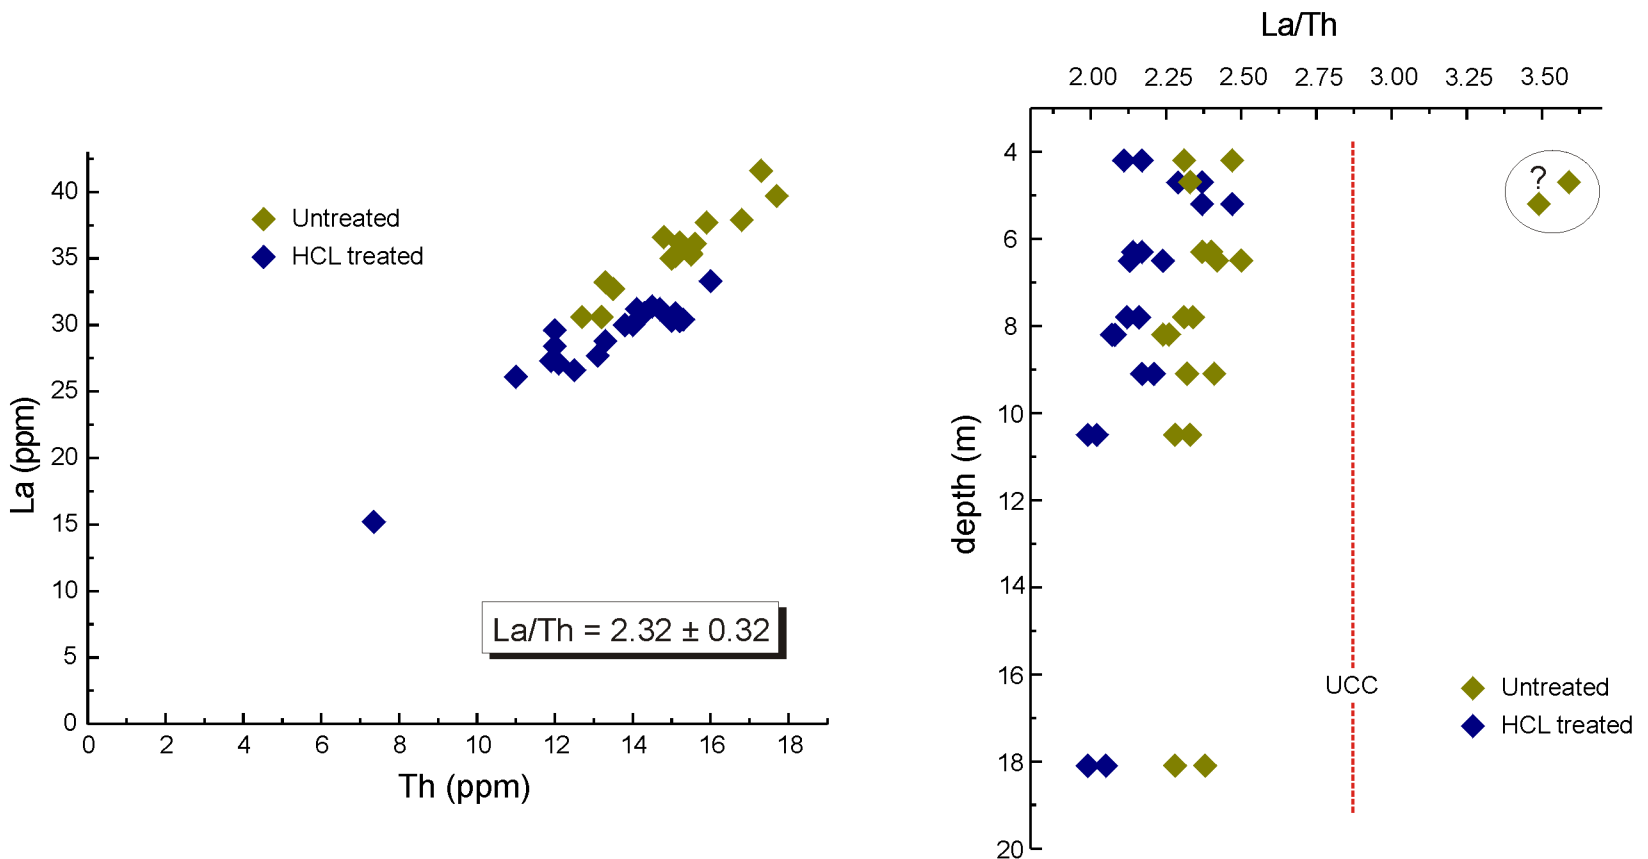 La/Th
2.00 2.25 2.50 2.75 3.00 3.25 3.50
40
35
30
25
20
15
10
5
0
La (ppm)
Untreated
HCL treated
La/Th = 2.32 ± 0.32
0 2 4 6 8 10 12 14 16 18
Th (ppm)
4
6
8
10
12
14
16
18
20
depth (m)
?
UCC
Untreated
HCL treated